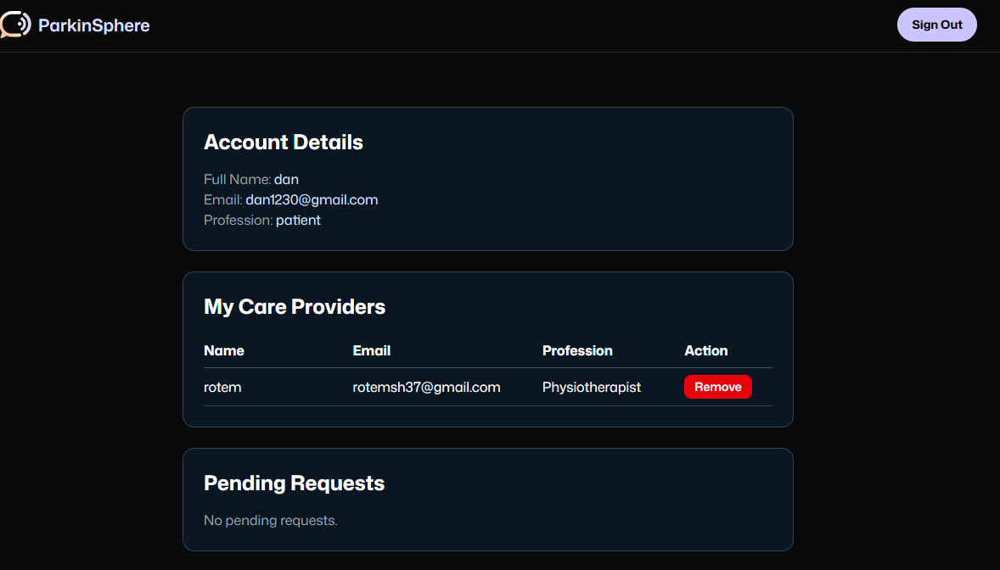 ParkinSphere
Sign Out
Account Details
Full Name: dan
Email: dan1230@gmail.com
Profession: patient
My Care Providers
Name Email Profession Action
rotem rotemsh37@gmail.com Physiotherapist Remove
Pending Requests
No pending requests.